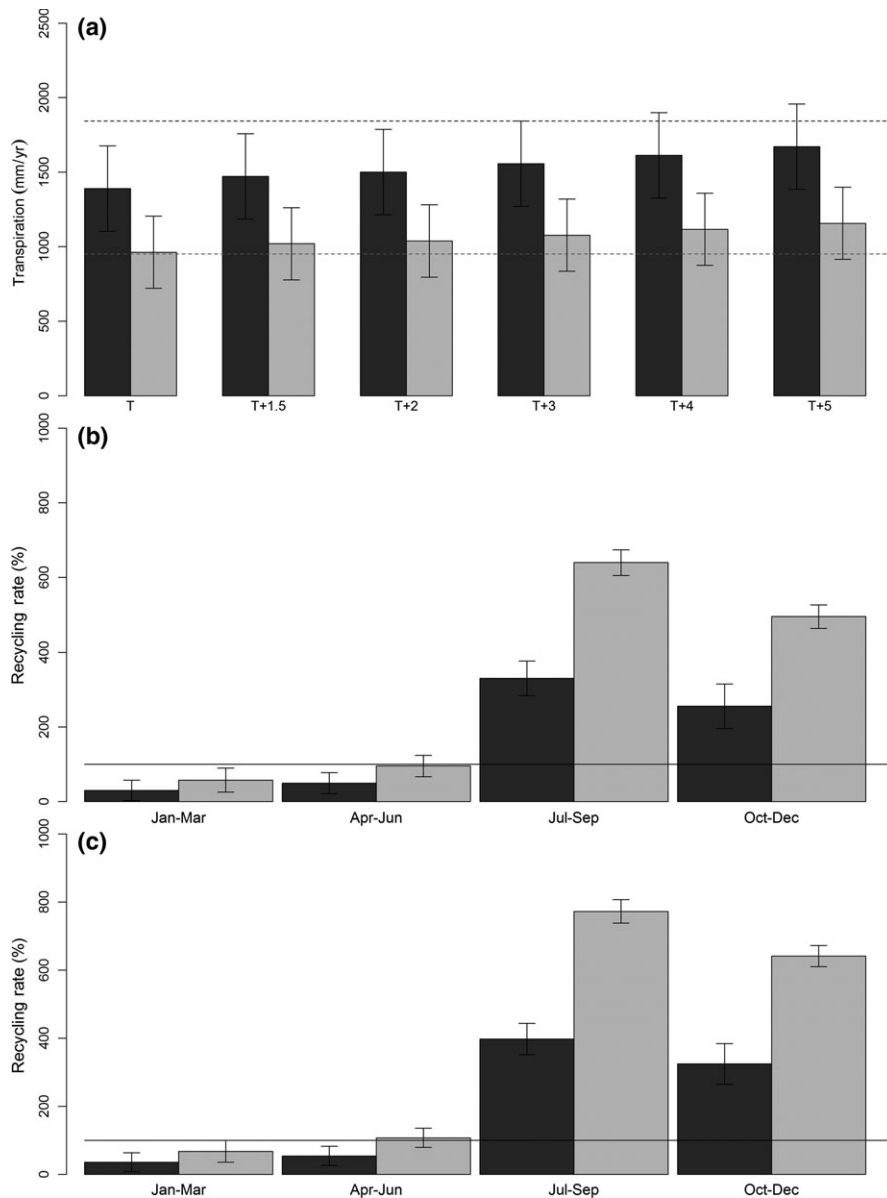 (a)
Transpiration (mm/yr)
2500
2000
1500
1000
500
0
T T+1.5 T+2 T+3 T+4 T+5
(b)
Recycling rate (%)
1000
800
600
400
200
0
Jan-Mar Apr-Jun Jul-Sep Oct-Dec
(c)
Recycling rate (%)
1000
800
600
400
200
0
Jan-Mar Apr-Jun Jul-Sep Oct-Dec